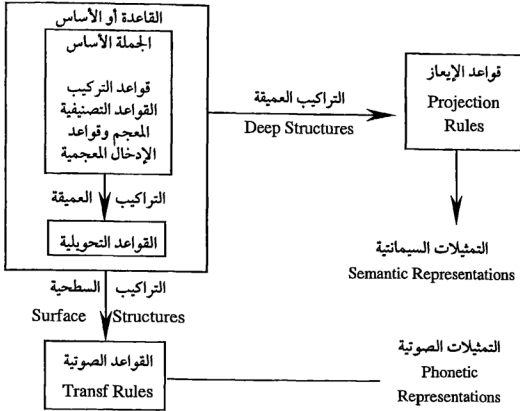 القاعدة أو الأساس
الجملة الأساس
قواعد التركيب
القواعد التصنيفية
المعجم وقواعد
الإدخال المعجمية
التراكيب العميقة
القواعد التحويلية
التراكيب السطحية
Surface Structures
القواعد الصوتية
Transf Rules
التراكيب العميقة
Deep Structures
قواعد الإيعاز
Projection
Rules
التمثيلات السيمانتية
Semantic Representations
التمثيلات الصوتية
Phonetic
Representations